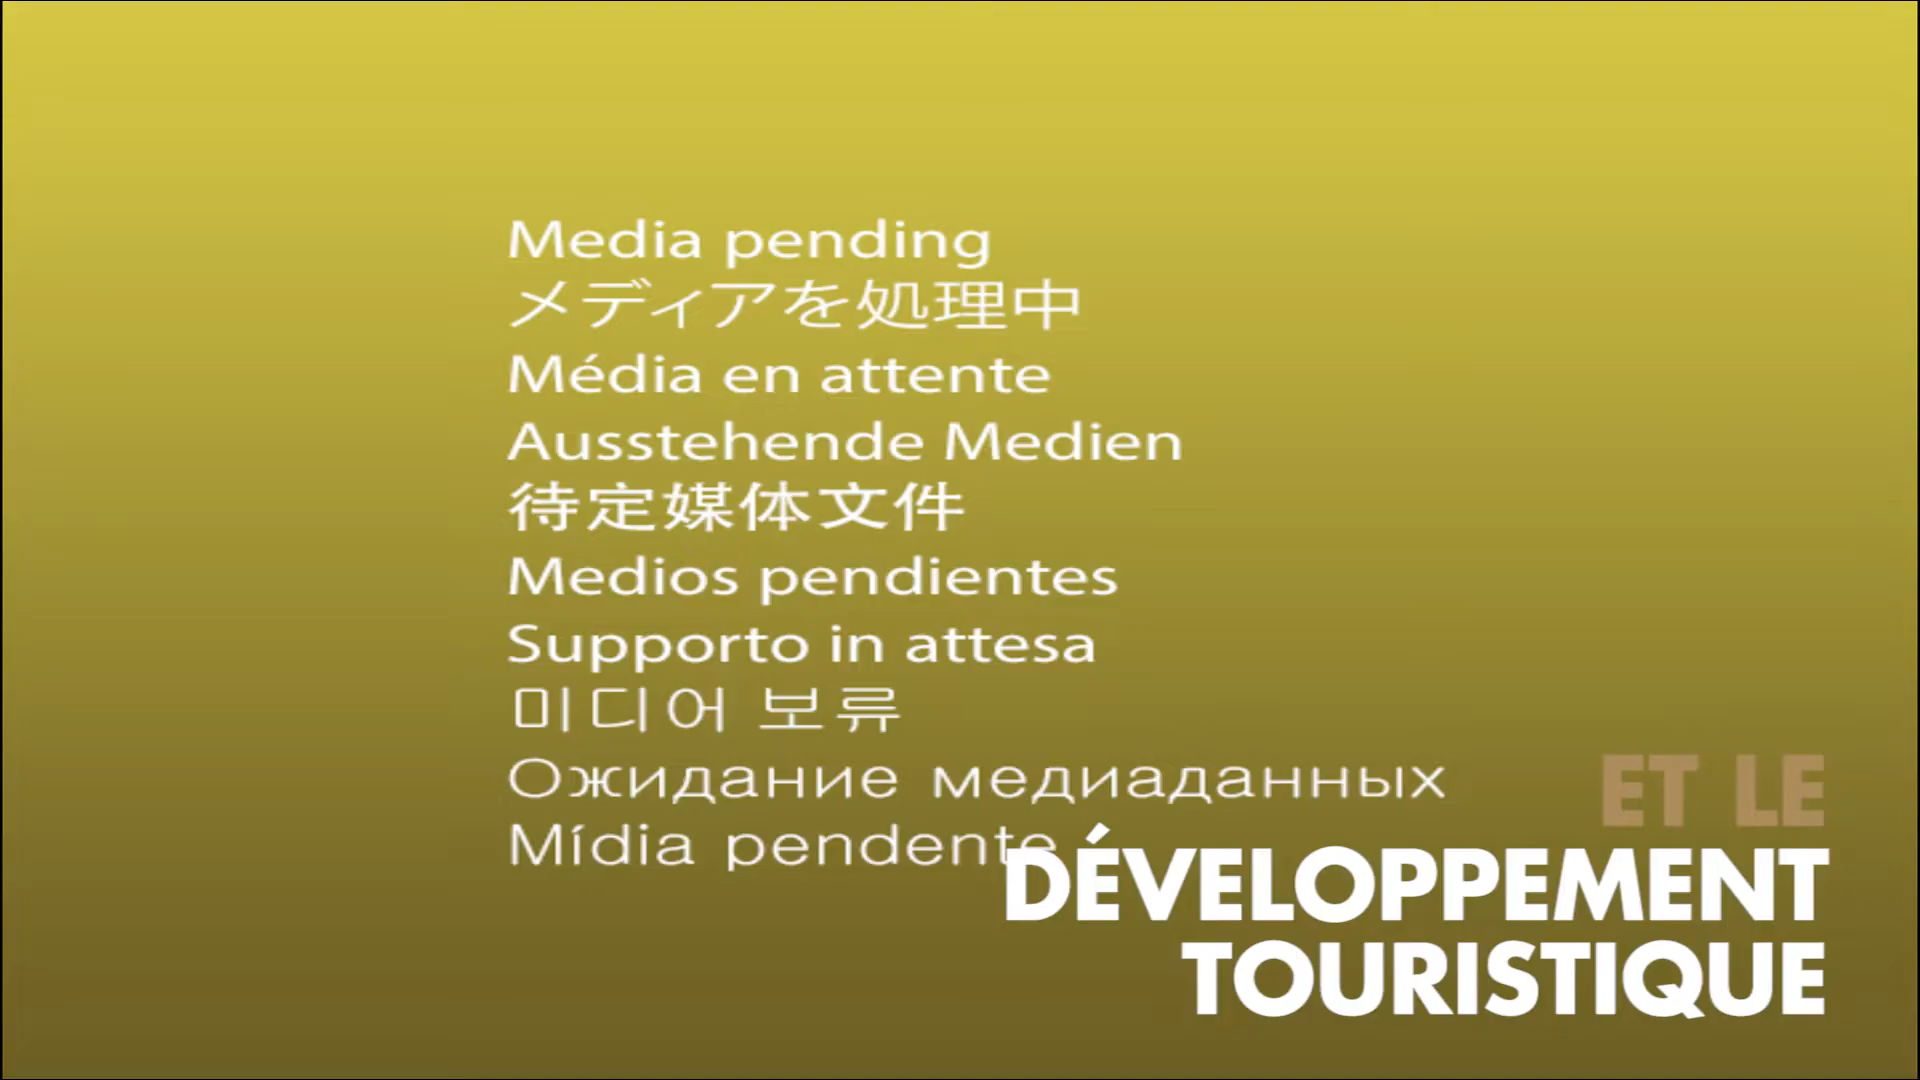 Media pending
メディアを処理中
Média en attente
Ausstehende Medien
待定媒体文件
Medios pendientes
Supporto in attesa
미디어 보류
Ожидание медиаданных
Mídia pendente
ET LE
DÉVELOPPEMENT
TOURISTIQUE